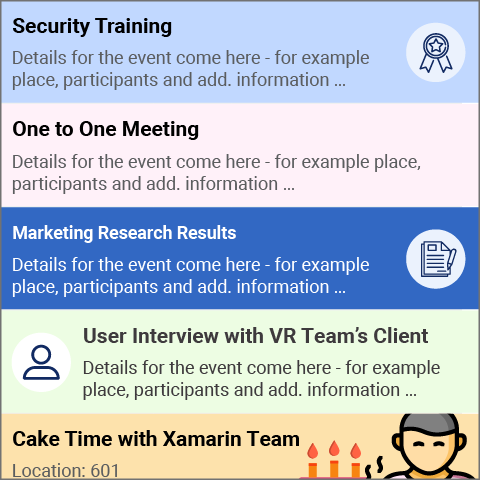 Security Training
Details for the event come here - for example
place, participants and add. information ...
One to One Meeting
Details for the event come here - for example place,
participants and add. information ...
Marketing Research Results
Details for the event come here - for example
place, participants and add. information ...
User Interview with VR Team’s Client
Details for the event come here - for example
place, participants and add. information ...
Cake Time with Xamarin Team
Location: 601